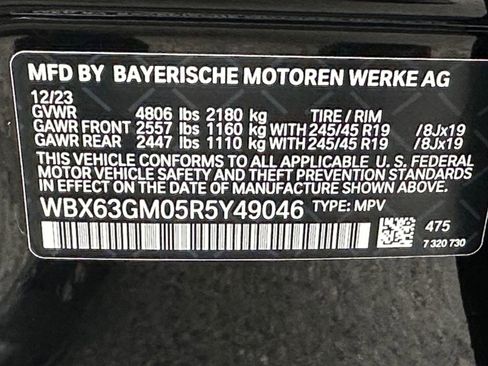 MFD BY BAYERISCHE MOTOREN WERKE AG
12/23
GVWR 4806 lbs 2180 kg TIRE / RIM
GAWR FRONT 2557 lbs 1160 kg WITH 245/45 R19 /8Jx19
GAWR REAR 2447 lbs 1110 kg WITH 245/45 R19 /8Jx19
THIS VEHICLE CONFORMS TO ALL APPLICABLE U. S. FEDERAL
MOTOR VEHICLE SAFETY AND THEFT PREVENTION
STANDARDS IN EFFECT ON THE DATE OF MANUFACTURE SHOWN ABOVE.
WBX63GM05R5Y49046 TYPE: MPV
475
7 320 730